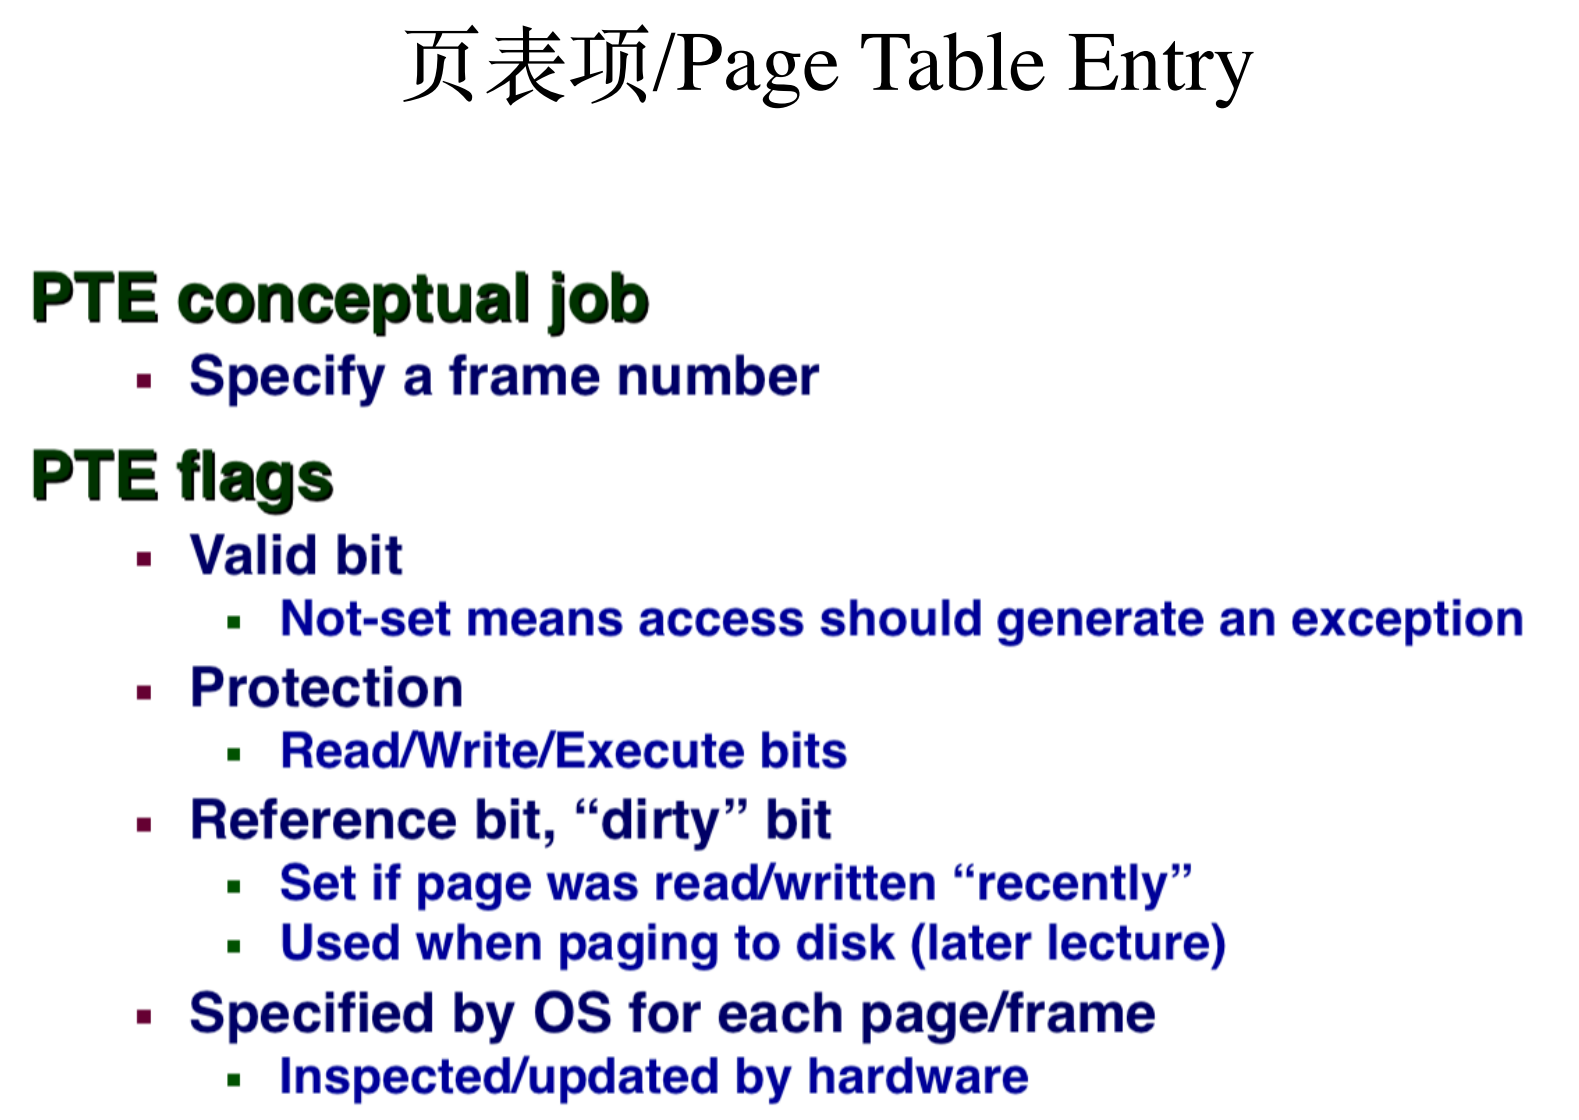 页表项/Page Table Entry
PTE conceptual job
Specify a frame number
PTE flags
Valid bit
Not-set means access should generate an exception
Protection
Read/Write/Execute bits
Reference bit, “dirty” bit
Set if page was read/written “recently”
Used when paging to disk (later lecture)
Specified by OS for each page/frame
Inspected/updated by hardware